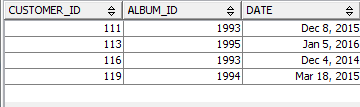 CUSTOMER_ID ALBUM_ID DATE
111 1993 Dec 8, 2015
113 1995 Jan 5, 2016
116 1993 Dec 4, 2014
119 1994 Mar 18, 2015